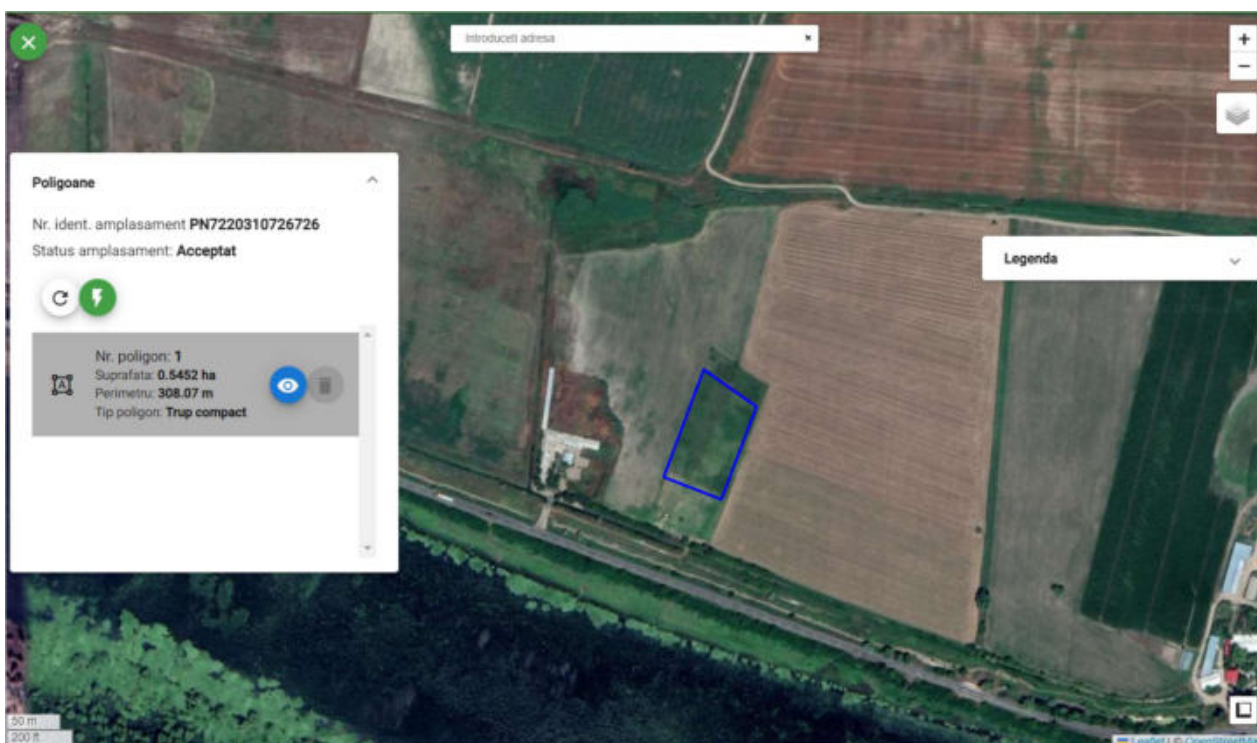 Introduceti adresa
+
−
Poligoane
Nr. ident. amplasament PN7220310726726
Status amplasament: Acceptat
Legenda
Nr. poligon: 1
Suprafata: 0.5452 ha
Perimetru: 308.07 m
Tip poligon: Trup compact
50 m
200 ft
Leaflet | © OpenStreetMa